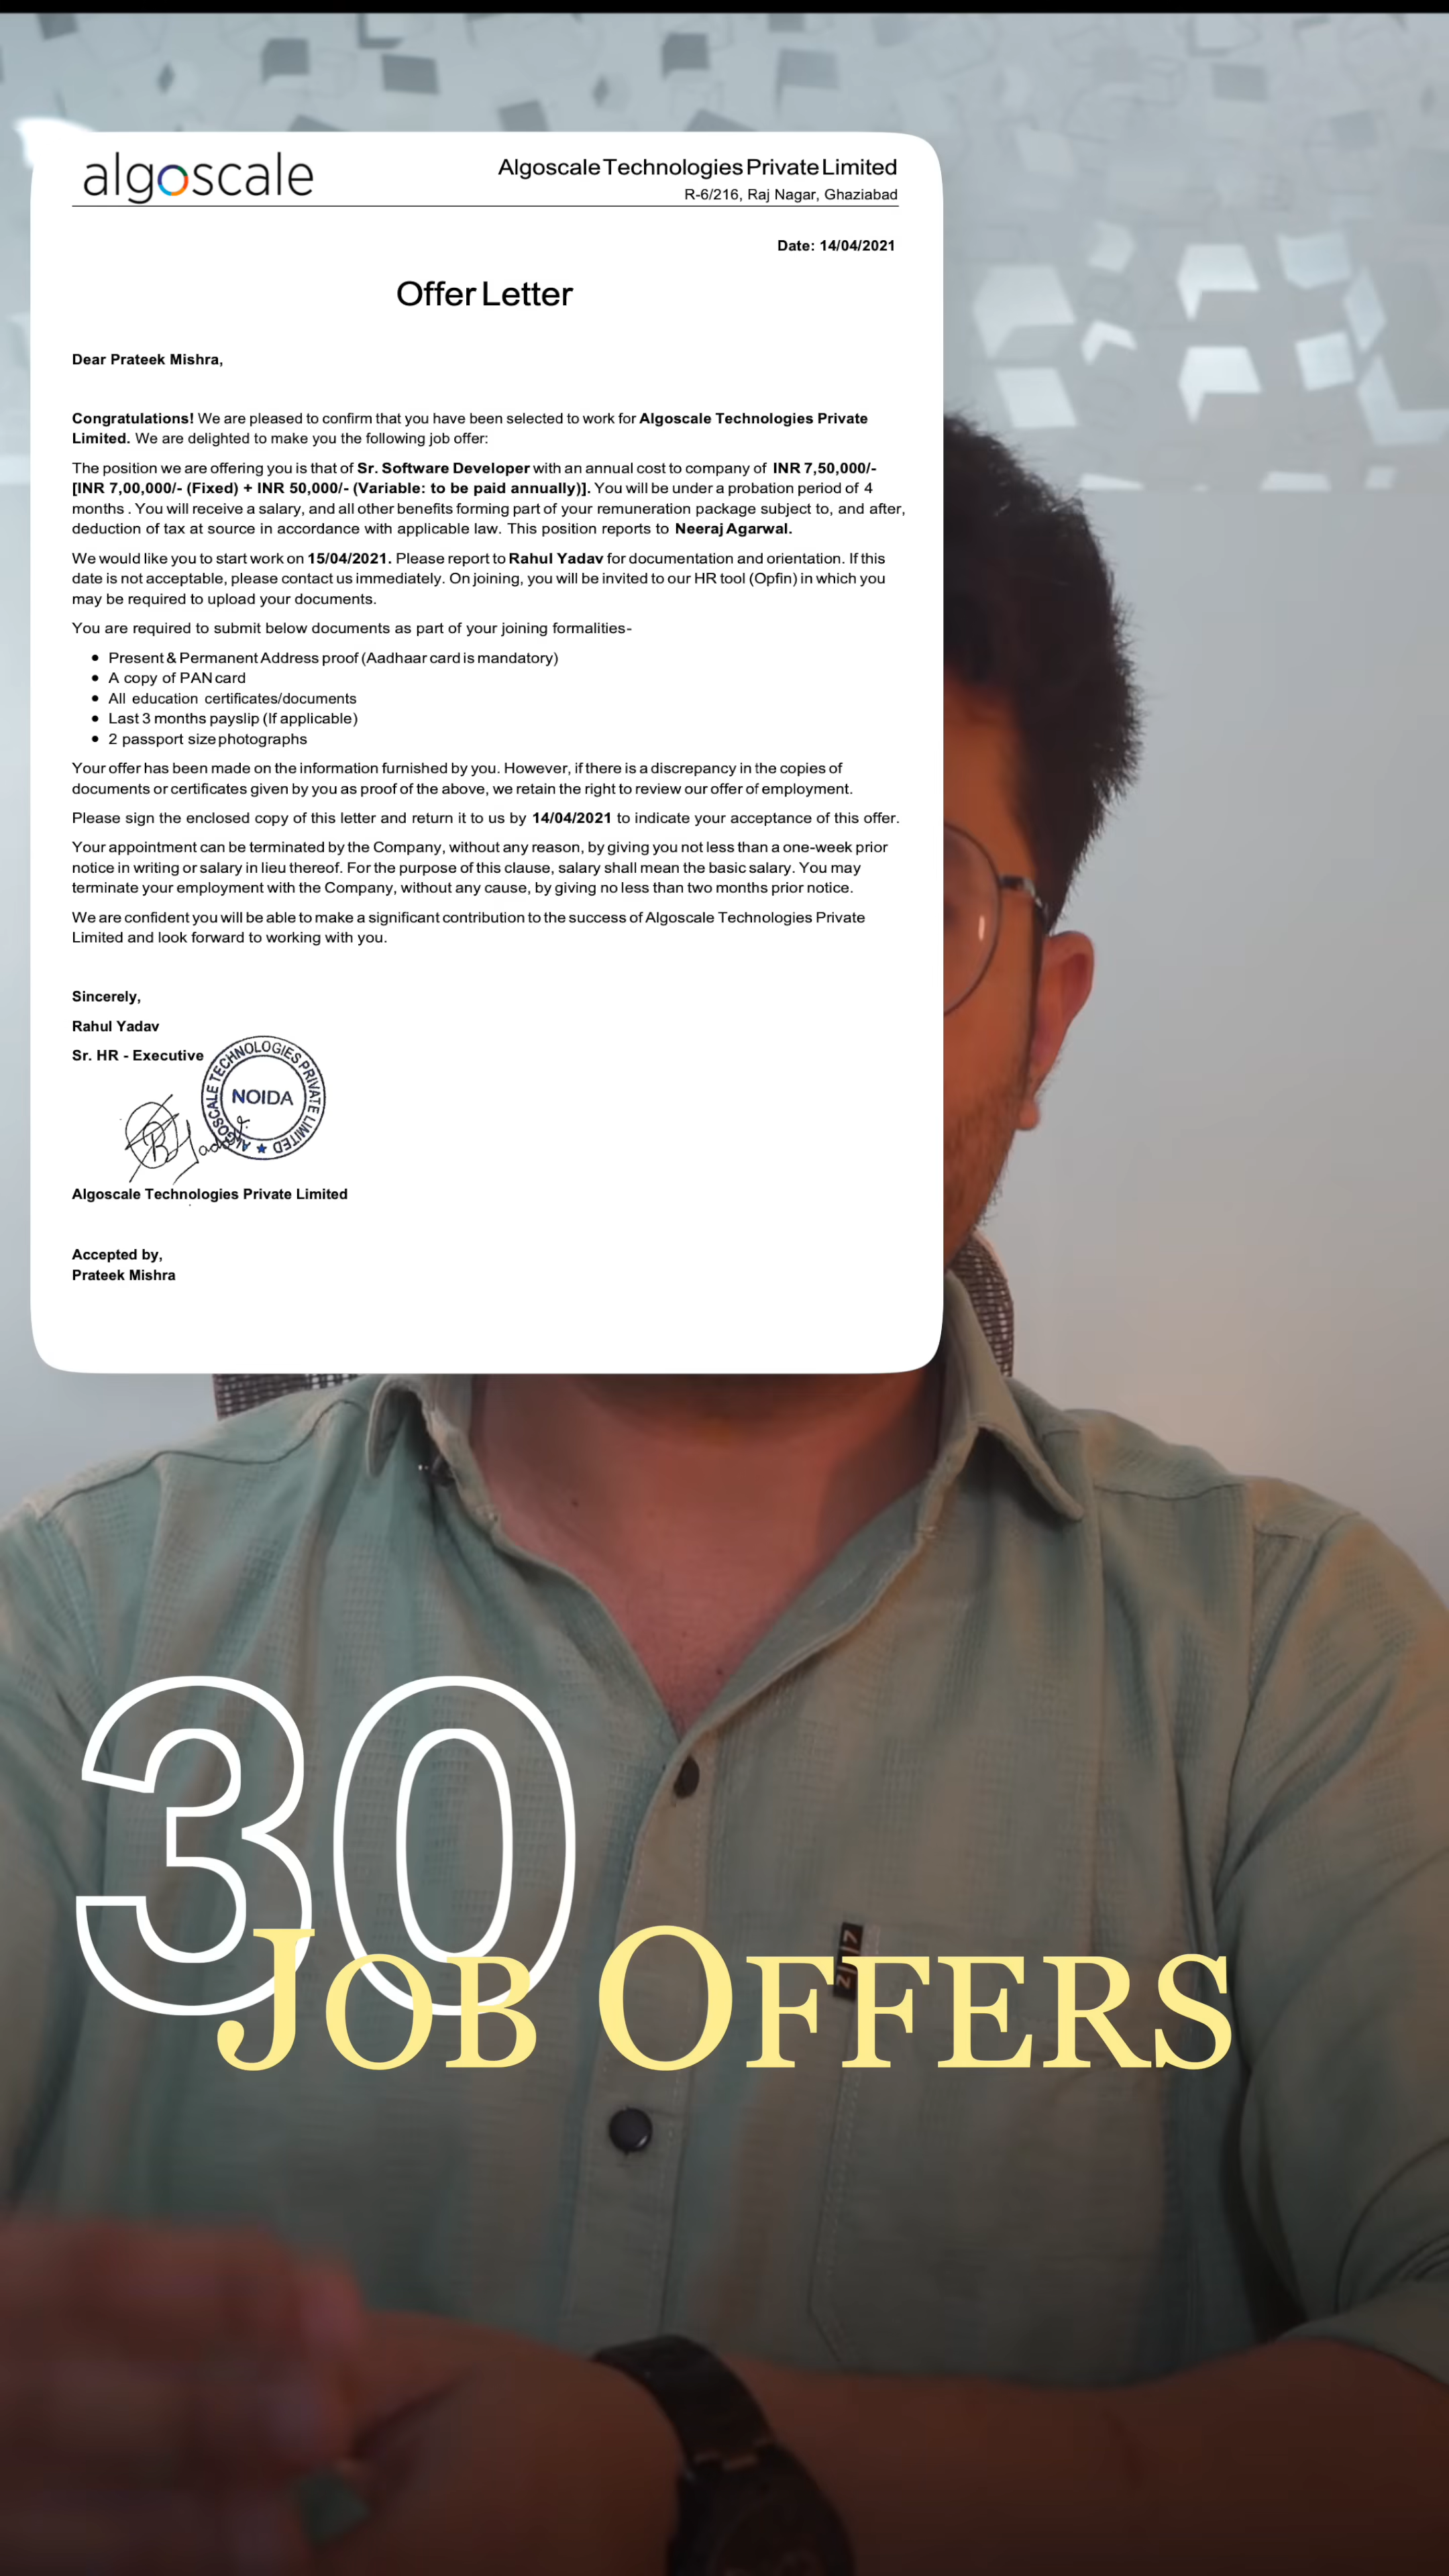 algoscale
Algoscale Technologies Private Limited
R-6/216, Raj Nagar, Ghaziabad
Date: 14/04/2021
Offer Letter
Dear Prateek Mishra,
Congratulations! We are pleased to confirm that you have been selected to work for Algoscale Technologies Private
Limited. We are delighted to make you the following job offer:
The position we are offering you is that of Sr. Software Developer with an annual cost to company of INR 7,50,000/-
[INR 7,00,000/- (Fixed) + INR 50,000/- (Variable: to be paid annually)]. You will be under a probation period of 4
months . You will receive a salary, and all other benefits forming part of your remuneration package subject to, and after,
deduction of tax at source in accordance with applicable law. This position reports to Neeraj Agarwal.
We would like you to start work on 15/04/2021. Please report to Rahul Yadav for documentation and orientation. If this
date is not acceptable, please contact us immediately. On joining, you will be invited to our HR tool (Opfin) in which you
may be required to upload your documents.
You are required to submit below documents as part of your joining formalities-
• Present & Permanent Address proof (Aadhaar card is mandatory)
• A copy of PAN card
• All education certificates/documents
• Last 3 months payslip (If applicable)
• 2 passport size photographs
Your offer has been made on the information furnished by you. However, if there is a discrepancy in the copies of
documents or certificates given by you as proof of the above, we retain the right to review our offer of employment.
Please sign the enclosed copy of this letter and return it to us by 14/04/2021 to indicate your acceptance of this offer.
Your appointment can be terminated by the Company, without any reason, by giving you not less than a one-week prior
notice in writing or salary in lieu thereof. For the purpose of this clause, salary shall mean the basic salary. You may
terminate your employment with the Company, without any cause, by giving no less than two months prior notice.
We are confident you will be able to make a significant contribution to the success of Algoscale Technologies Private
Limited and look forward to working with you.
Sincerely,
Rahul Yadav
Sr. HR - Executive
ALGOSCALE TECHNOLOGIES PRIVATE LIMITED ★
NOIDA
Algoscale Technologies Private Limited
Accepted by,
Prateek Mishra
30
JOB OFFERS